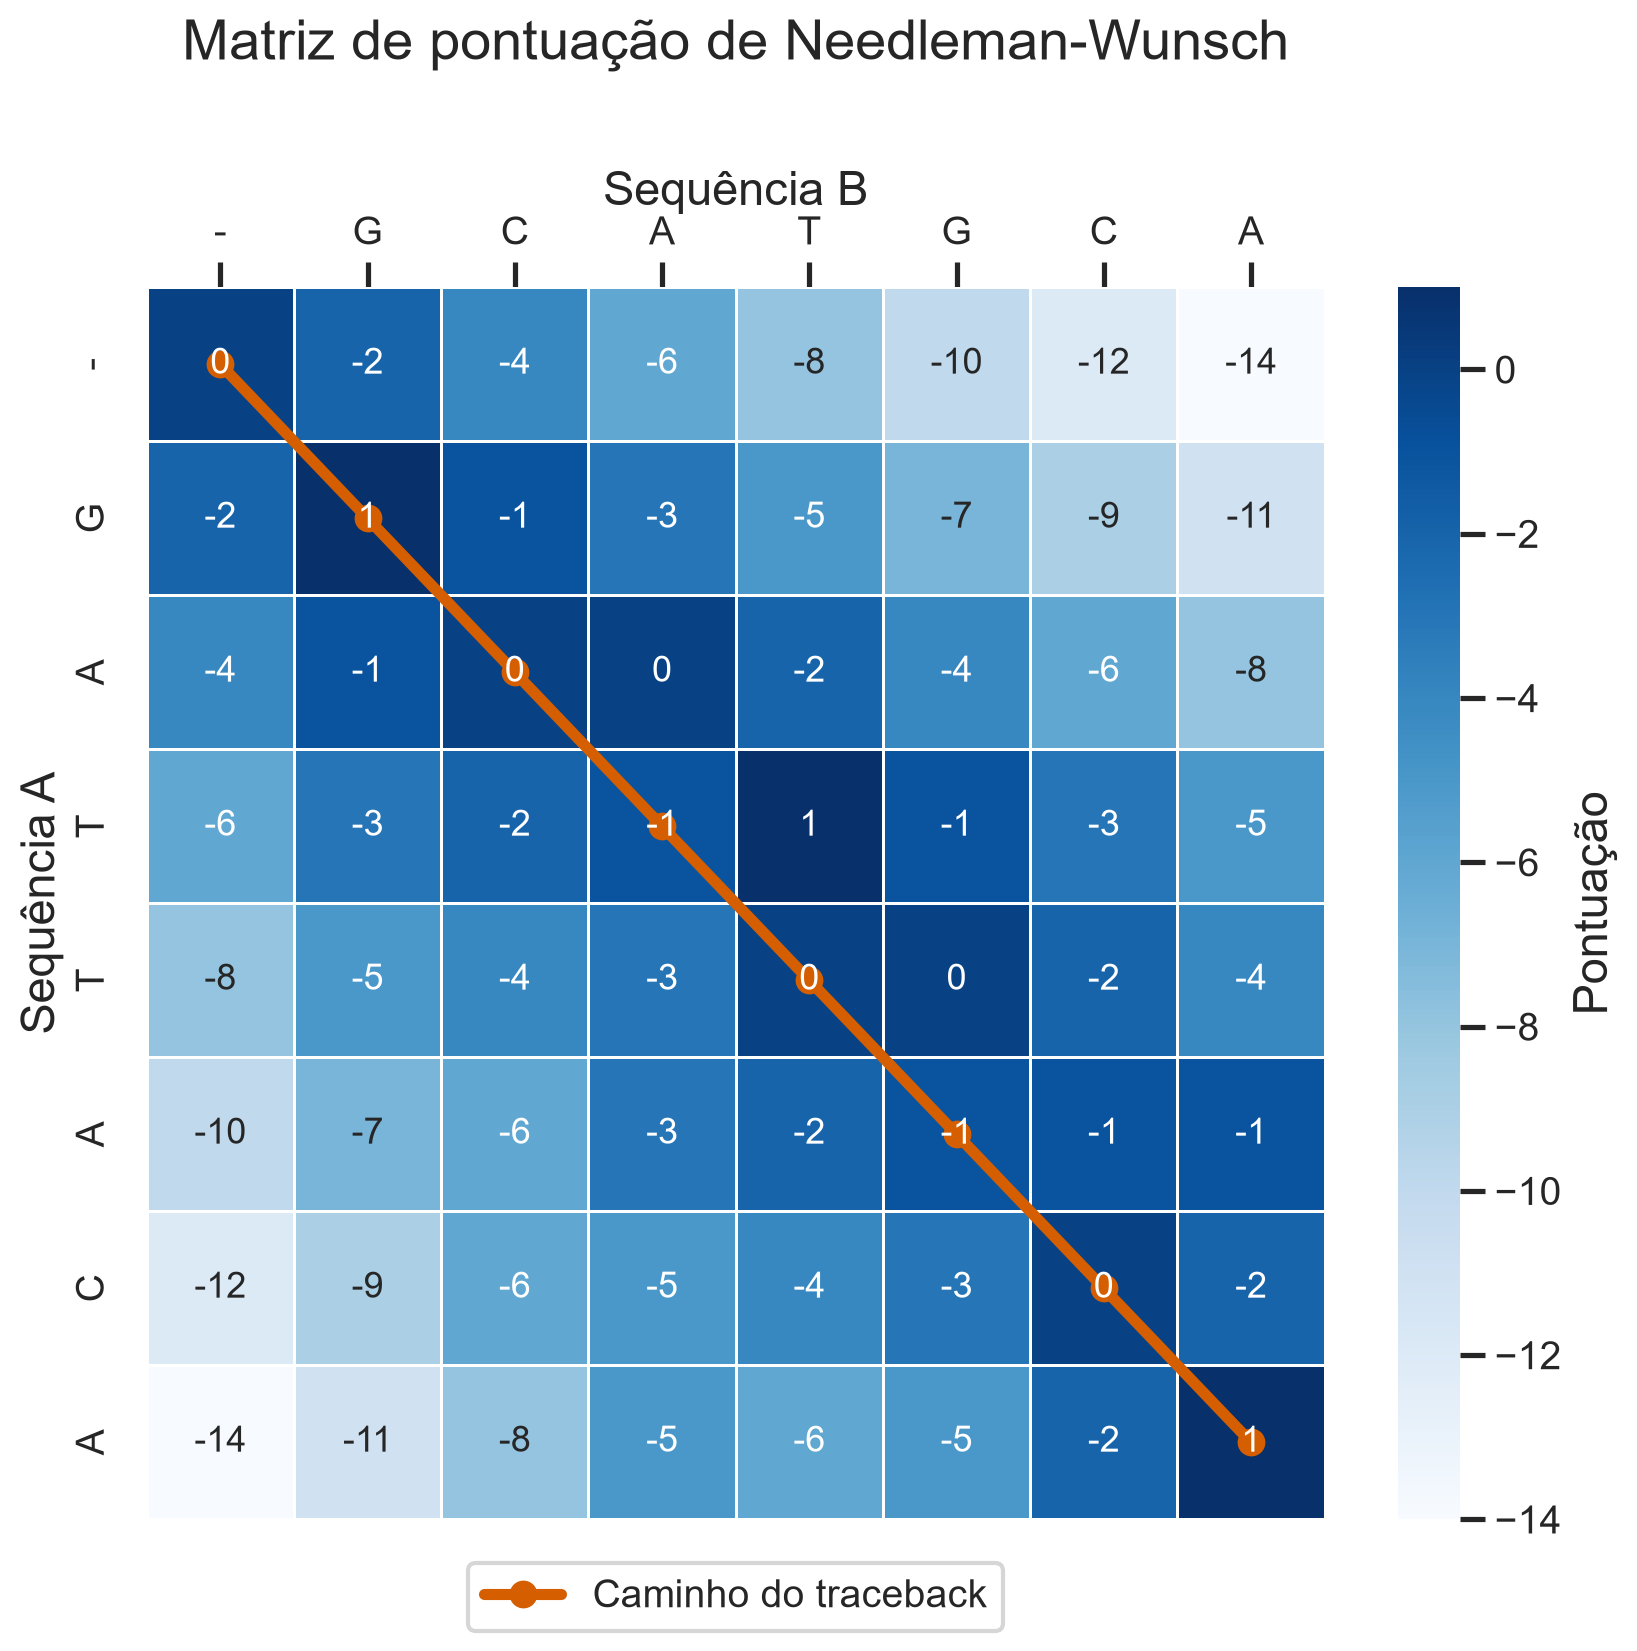 Matriz de pontuação de Needleman-Wunsch
Sequência B
- G C A T G C A
- 0 -2 -4 -6 -8 -10 -12 -14
G -2 1 -1 -3 -5 -7 -9 -11
A -4 -1 0 0 -2 -4 -6 -8
T -6 -3 -2 -1 1 -1 -3 -5
T -8 -5 -4 -3 0 0 -2 -4
A -10 -7 -6 -3 -2 -1 -1 -1
C -12 -9 -6 -5 -4 -3 0 -2
A -14 -11 -8 -5 -6 -5 -2 1
Sequência A
0
−2
−4
−6
−8
−10
−12
−14
Pontuação
Caminho do traceback